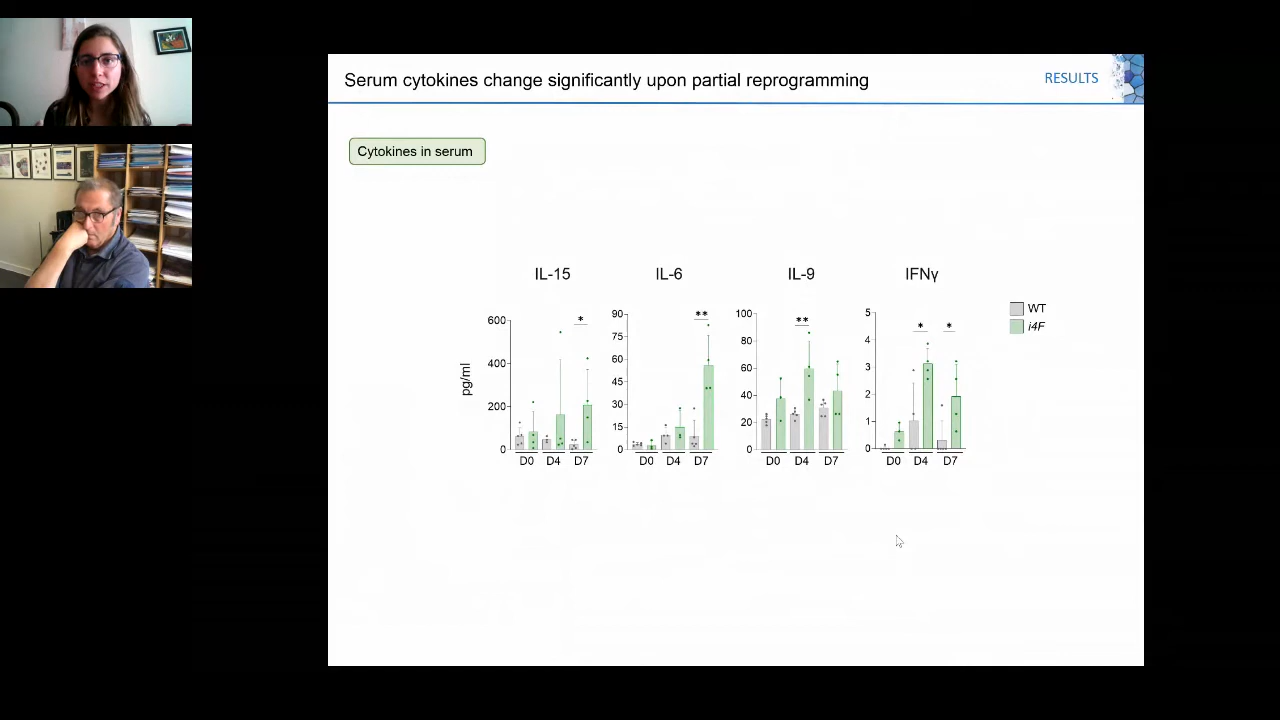 Serum cytokines change significantly upon partial reprogramming
RESULTS
Cytokines in serum
IL-15
IL-6
IL-9
IFNγ
WT
i4F
pg/ml
600
400
200
0
*
D0 D4 D7
90
75
60
45
30
15
0
**
D0 D4 D7
100
80
60
40
20
0
**
D0 D4 D7
5
4
3
2
1
0
* *
D0 D4 D7